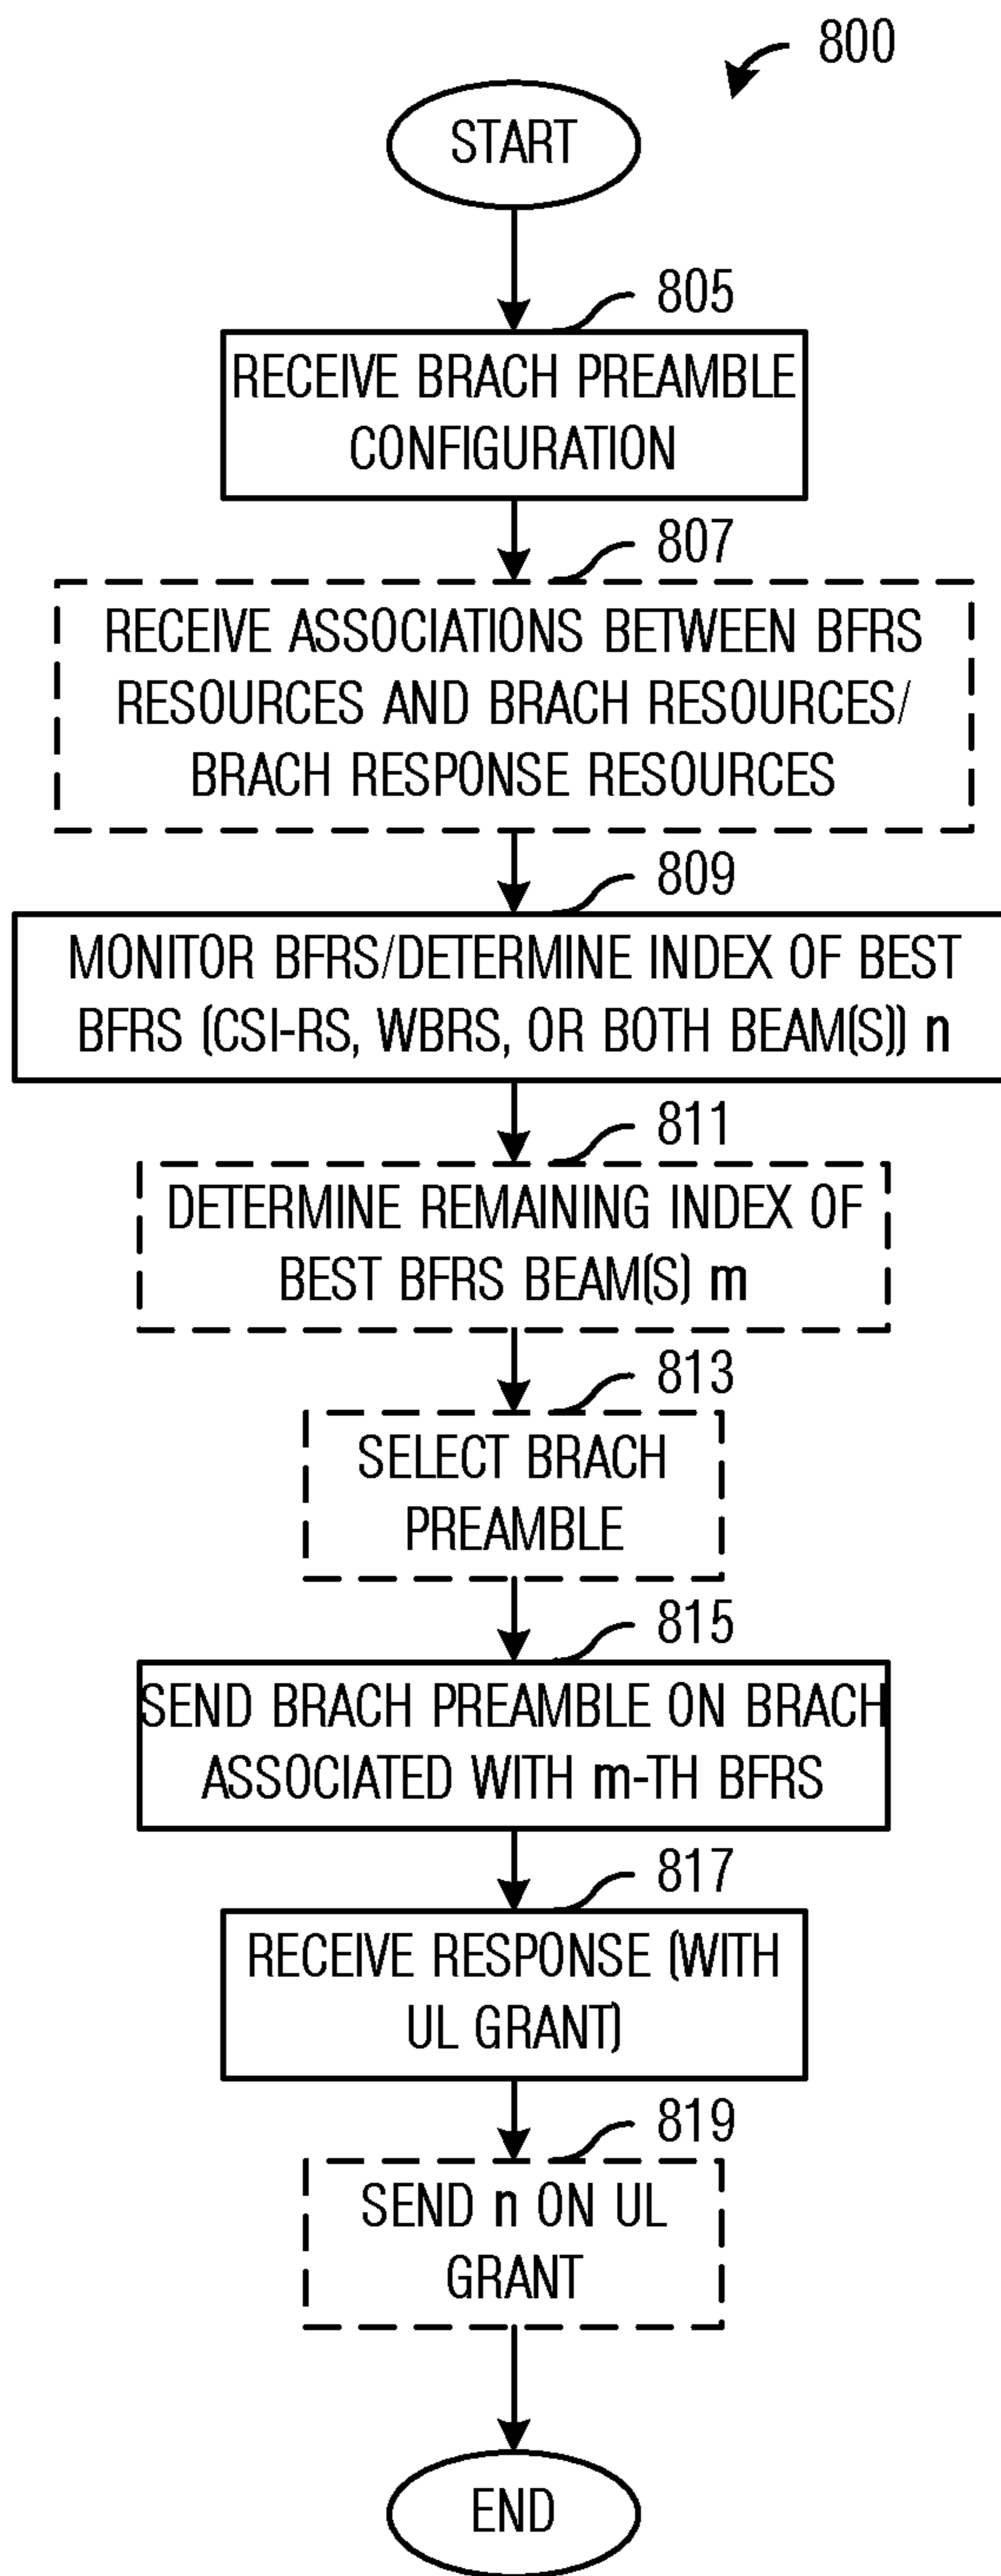 800
START
805
RECEIVE BRACH PREAMBLE
CONFIGURATION
807
RECEIVE ASSOCIATIONS BETWEEN BFRS
RESOURCES AND BRACH RESOURCES/
BRACH RESPONSE RESOURCES
809
MONITOR BFRS/DETERMINE INDEX OF BEST
BFRS (CSI-RS, WBRS, OR BOTH BEAM(S)) n
811
DETERMINE REMAINING INDEX OF
BEST BFRS BEAM(S) m
813
SELECT BRACH
PREAMBLE
815
SEND BRACH PREAMBLE ON BRACH
ASSOCIATED WITH m-TH BFRS
817
RECEIVE RESPONSE (WITH
UL GRANT)
819
SEND n ON UL
GRANT
END